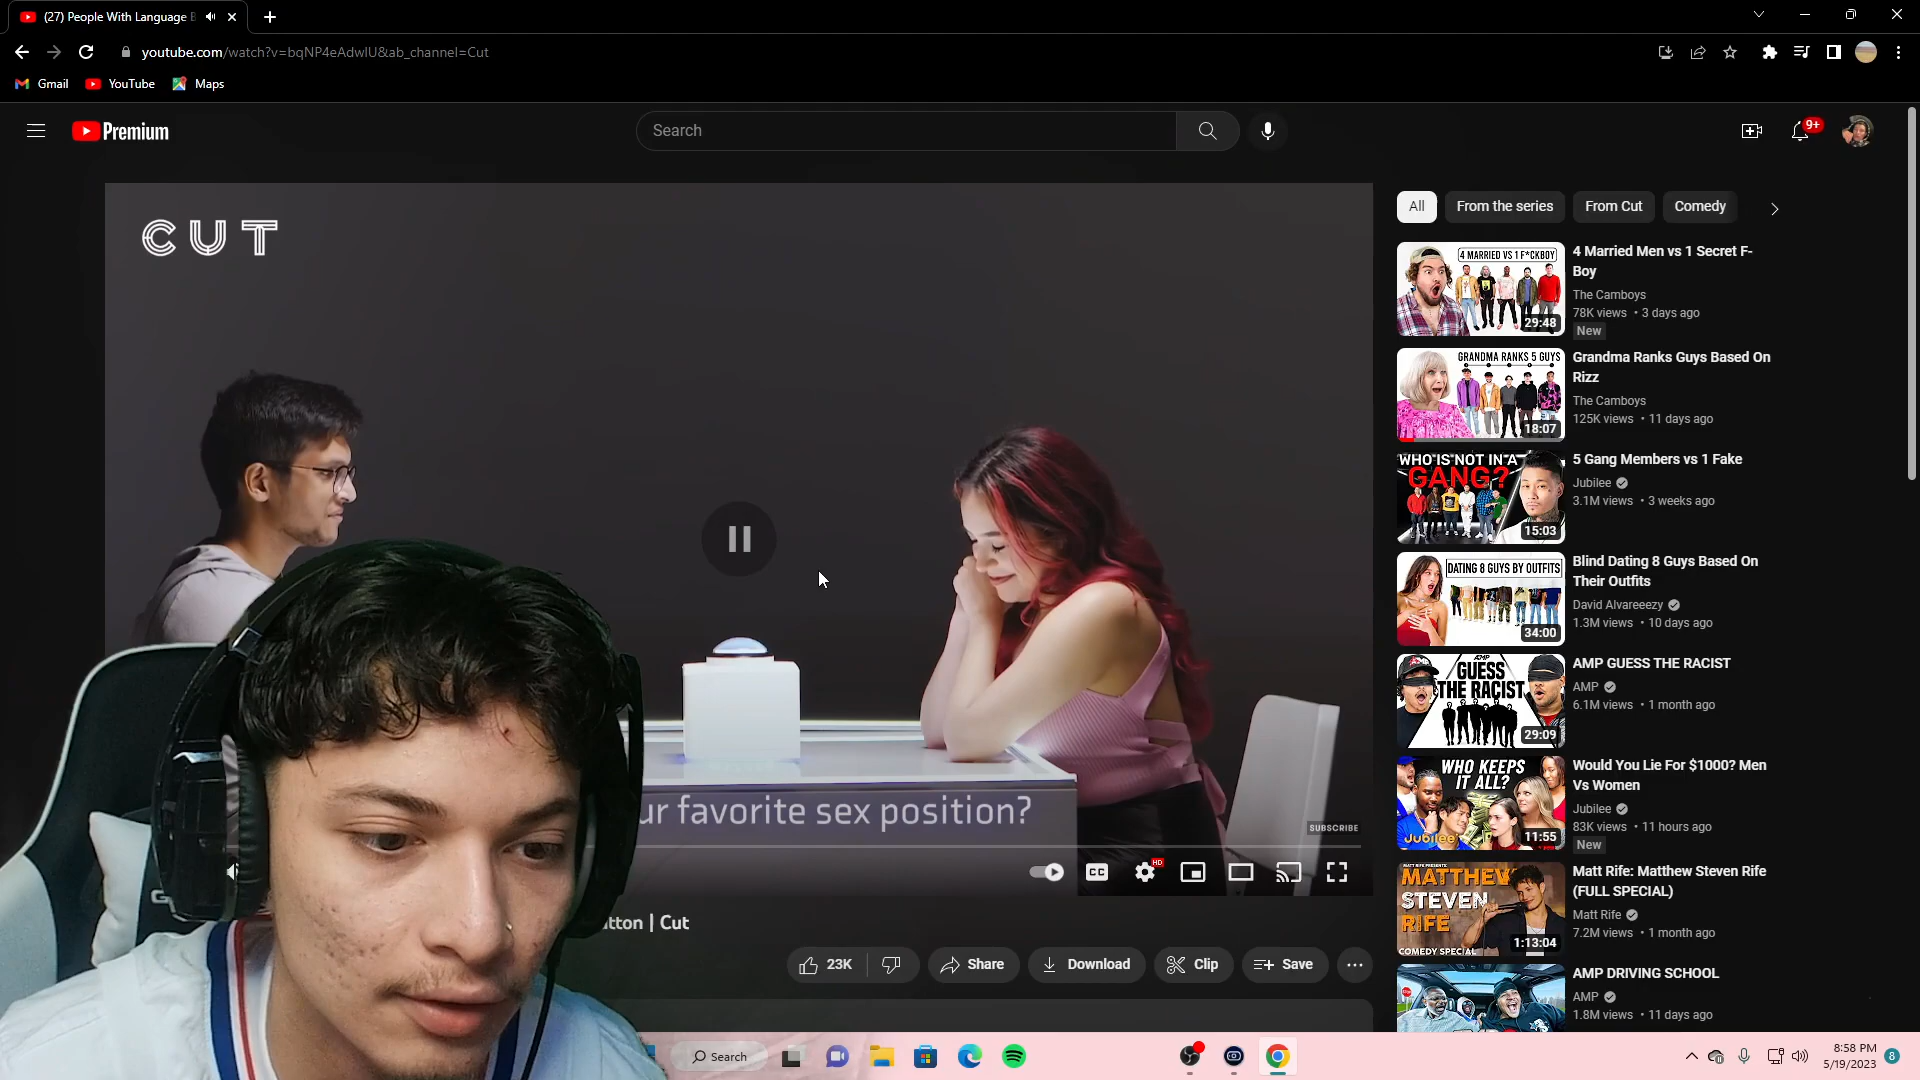 (27) People With Language B
youtube.com/watch?v=bqNP4eAdwlU&ab_channel=Cut
Gmail
YouTube
Maps
Premium
Search
9+
CUT
ur favorite sex position?
SUBSCRIBE
CC
HD
tton | Cut
23K
Share
Download
Clip
Save
All
From the series
From Cut
Comedy
4 MARRIED VS 1 F*CKBOY
29:48
4 Married Men vs 1 Secret F-
Boy
The Camboys
78K views • 3 days ago
New
GRANDMA RANKS 5 GUYS
18:07
Grandma Ranks Guys Based On
Rizz
The Camboys
125K views • 11 days ago
WHO IS NOT IN A
GANG?
15:03
5 Gang Members vs 1 Fake
Jubilee
3.1M views • 3 weeks ago
DATING 8 GUYS BY OUTFITS
34:00
Blind Dating 8 Guys Based On
Their Outfits
David Alvareeezy
1.3M views • 10 days ago
AMP
GUESS
THE RACIST
29:09
AMP GUESS THE RACIST
AMP
6.1M views • 1 month ago
WHO KEEPS
IT ALL?
Jubilee
11:55
Would You Lie For $1000? Men
Vs Women
Jubilee
83K views • 11 hours ago
New
MATT RIFE PRESENTS
MATTHEW
STEVEN
RIFE
COMEDY SPECIAL
1:13:04
Matt Rife: Matthew Steven Rife
(FULL SPECIAL)
Matt Rife
7.2M views • 1 month ago
AMP DRIVING SCHOOL
AMP
1.8M views • 11 days ago
Search
8:58 PM
5/19/2023
8